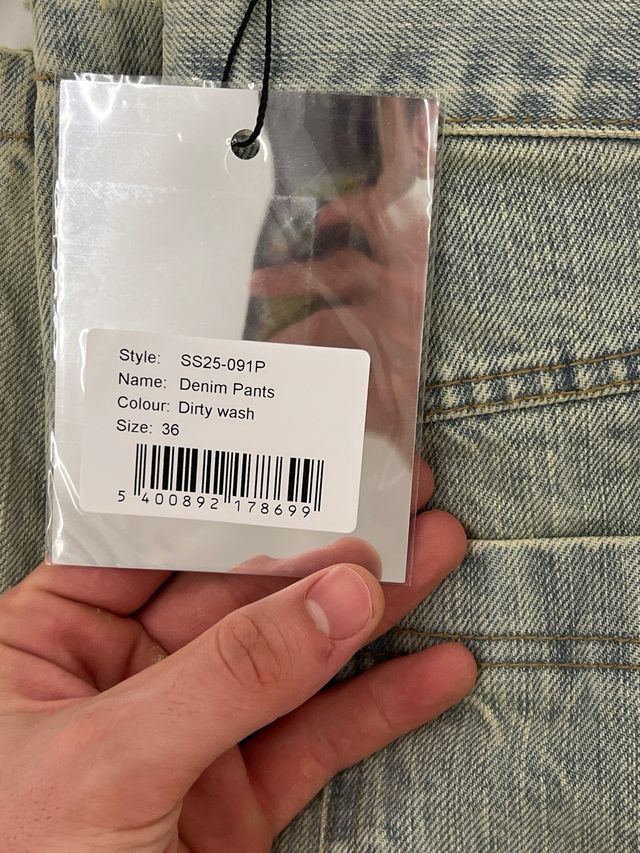 Style: SS25-091P
Name: Denim Pants
Colour: Dirty wash
Size: 36
5 400892 178699